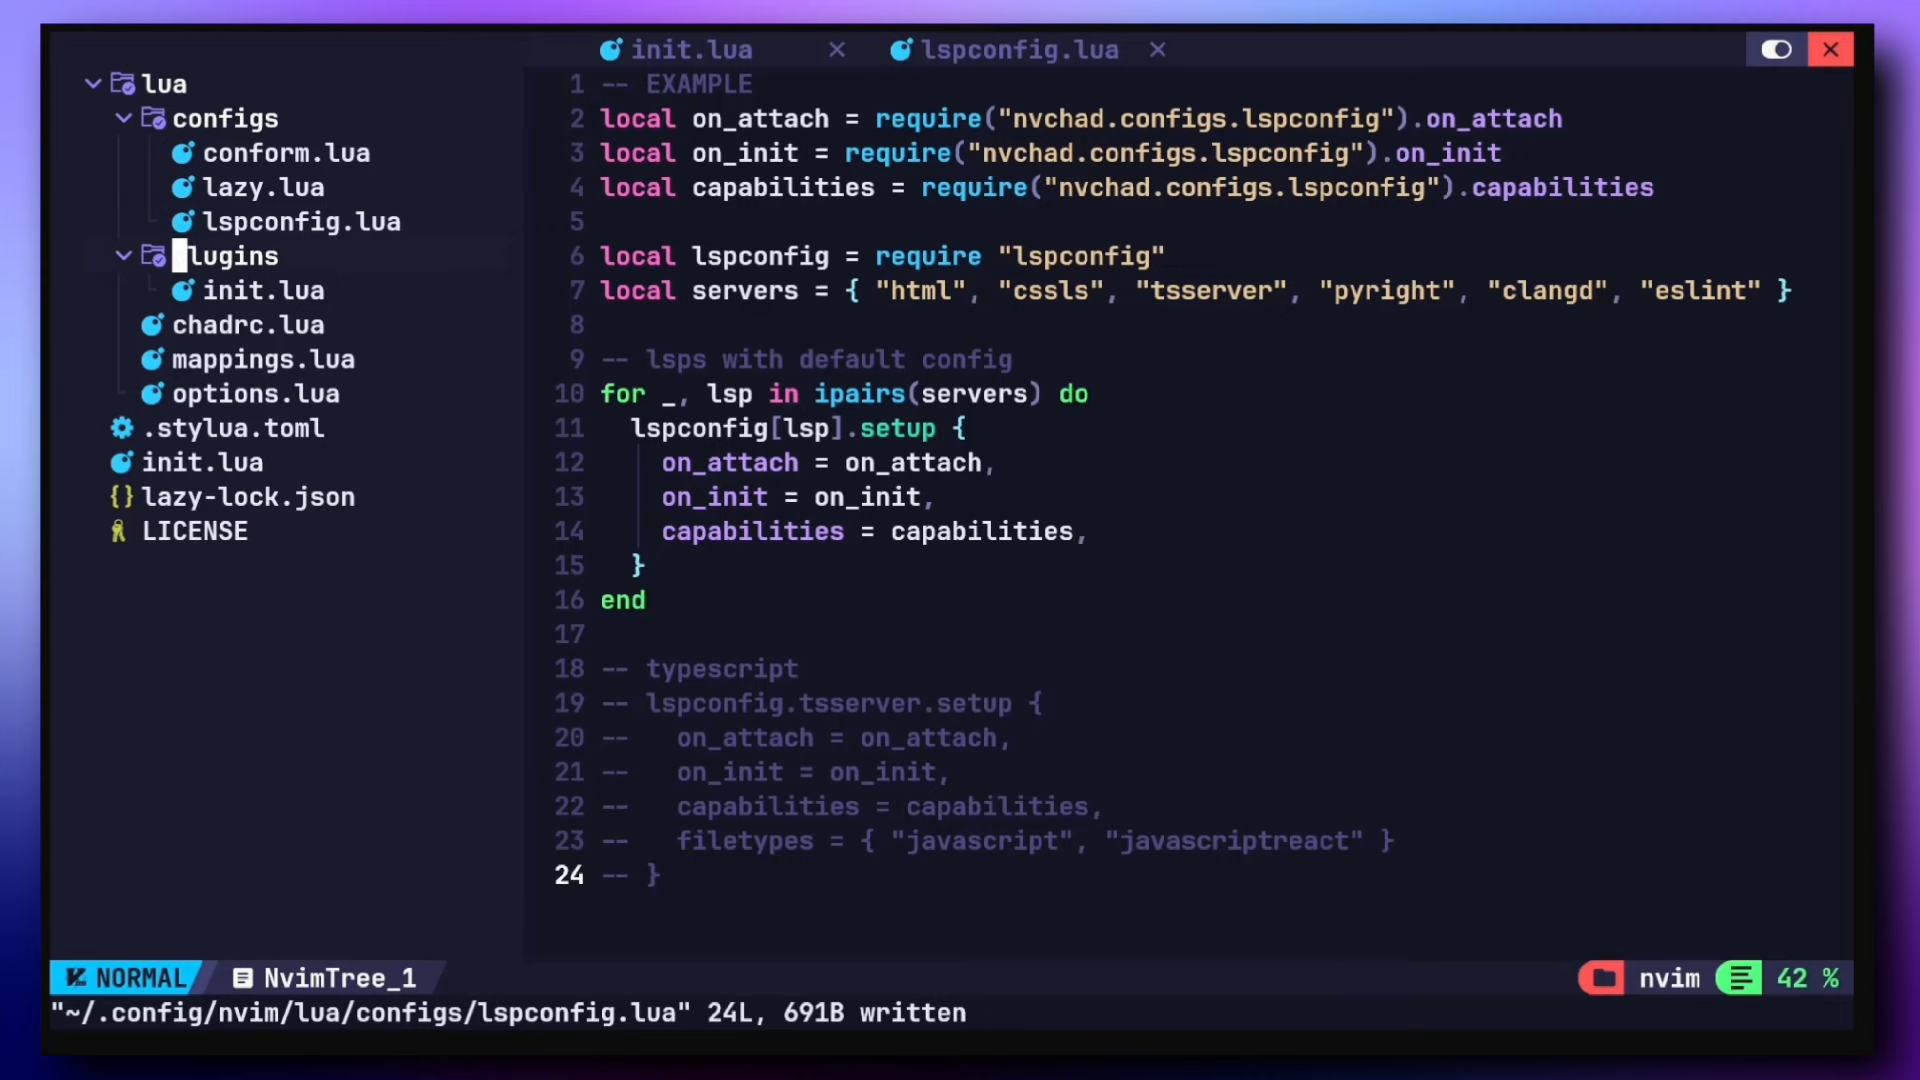 init.lua
lspconfig.lua
lua
configs
conform.lua
lazy.lua
lspconfig.lua
lugins
init.lua
chadrc.lua
mappings.lua
options.lua
.stylua.toml
init.lua
{} lazy-lock.json
LICENSE
1 -- EXAMPLE
2 local on_attach = require("nvchad.configs.lspconfig").on_attach
3 local on_init = require("nvchad.configs.lspconfig").on_init
4 local capabilities = require("nvchad.configs.lspconfig").capabilities
5
6 local lspconfig = require "lspconfig"
7 local servers = { "html", "cssls", "tsserver", "pyright", "clangd", "eslint" }
8
9 -- lsps with default config
10 for _, lsp in ipairs(servers) do
11 lspconfig[lsp].setup {
12 on_attach = on_attach,
13 on_init = on_init,
14 capabilities = capabilities,
15 }
16 end
17
18 -- typescript
19 -- lspconfig.tsserver.setup {
20 -- on_attach = on_attach,
21 -- on_init = on_init,
22 -- capabilities = capabilities,
23 -- filetypes = { "javascript", "javascriptreact" }
24 -- }
NORMAL NvimTree_1 nvim 42 %
"~/.config/nvim/lua/configs/lspconfig.lua" 24L, 691B written